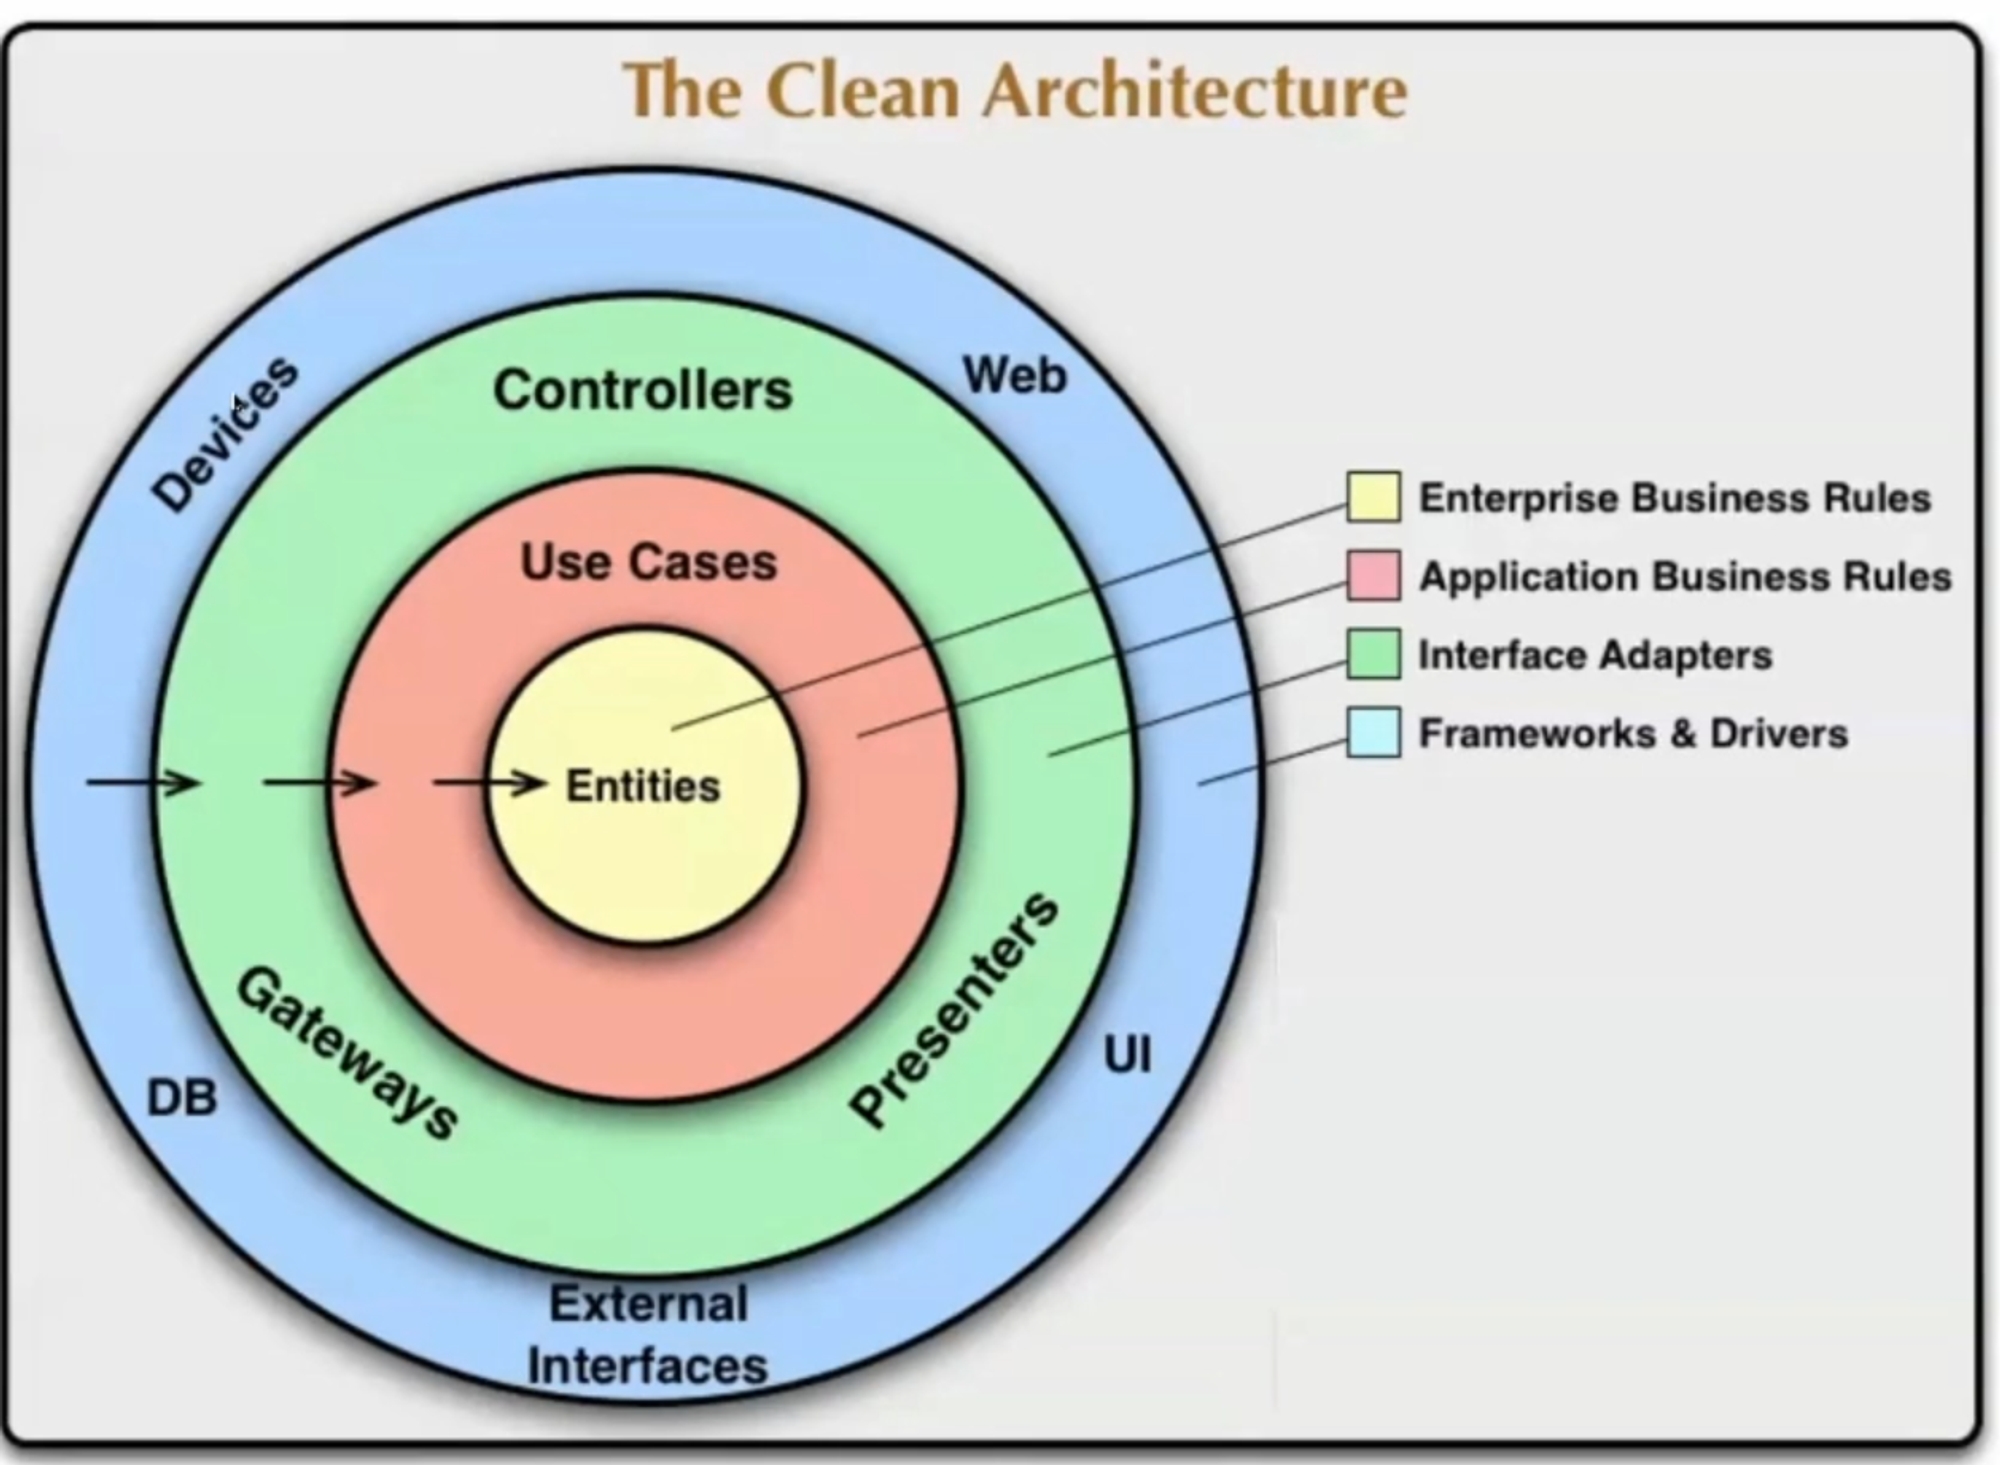 The Clean Architecture
Devices
Controllers
Web
Use Cases
Entities
Gateways
Presenters
DB
UI
External
Interfaces
Enterprise Business Rules
Application Business Rules
Interface Adapters
Frameworks & Drivers